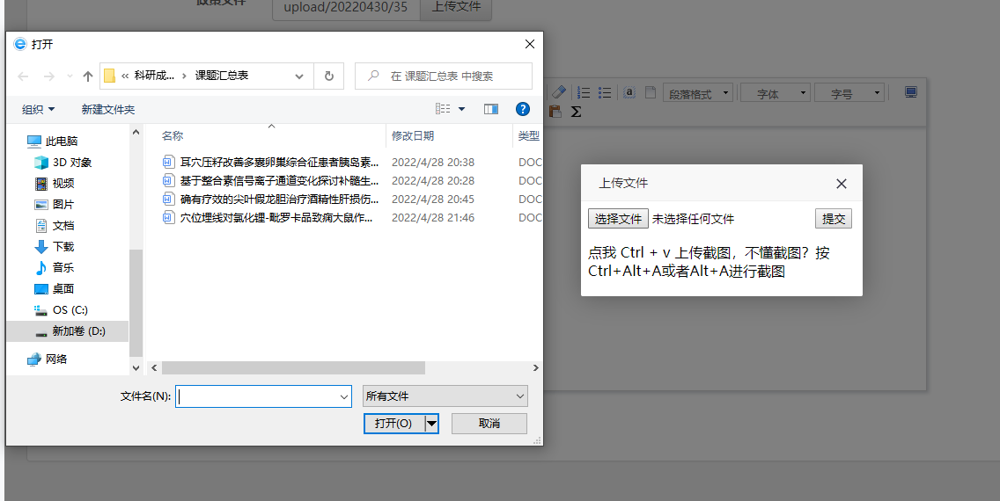 政策文件
upload/20220430/35 上传文件
打开
« 科研成... › 课题汇总表
在 课题汇总表 中搜索
组织 新建文件夹
名称 修改日期 类型
此电脑
3D 对象
视频
图片
文档
下载
音乐
桌面
OS (C:)
新加卷 (D:)
网络
耳穴压籽改善多囊卵巢综合征患者胰岛素... 2022/4/28 20:38 DOC
基于整合素信号离子通道变化探讨补髓生... 2022/4/28 20:28 DOC
确有疗效的尖叶假龙胆治疗酒精性肝损伤... 2022/4/28 20:45 DOC
穴位埋线对氯化锂-毗罗卡品致痫大鼠作... 2022/4/28 21:46 DOC
文件名(N): 所有文件
打开(O) 取消
段落格式 字体 字号
上传文件
选择文件 未选择任何文件 提交
点我 Ctrl + v 上传截图，不懂截图？按
Ctrl+Alt+A或者Alt+A进行截图